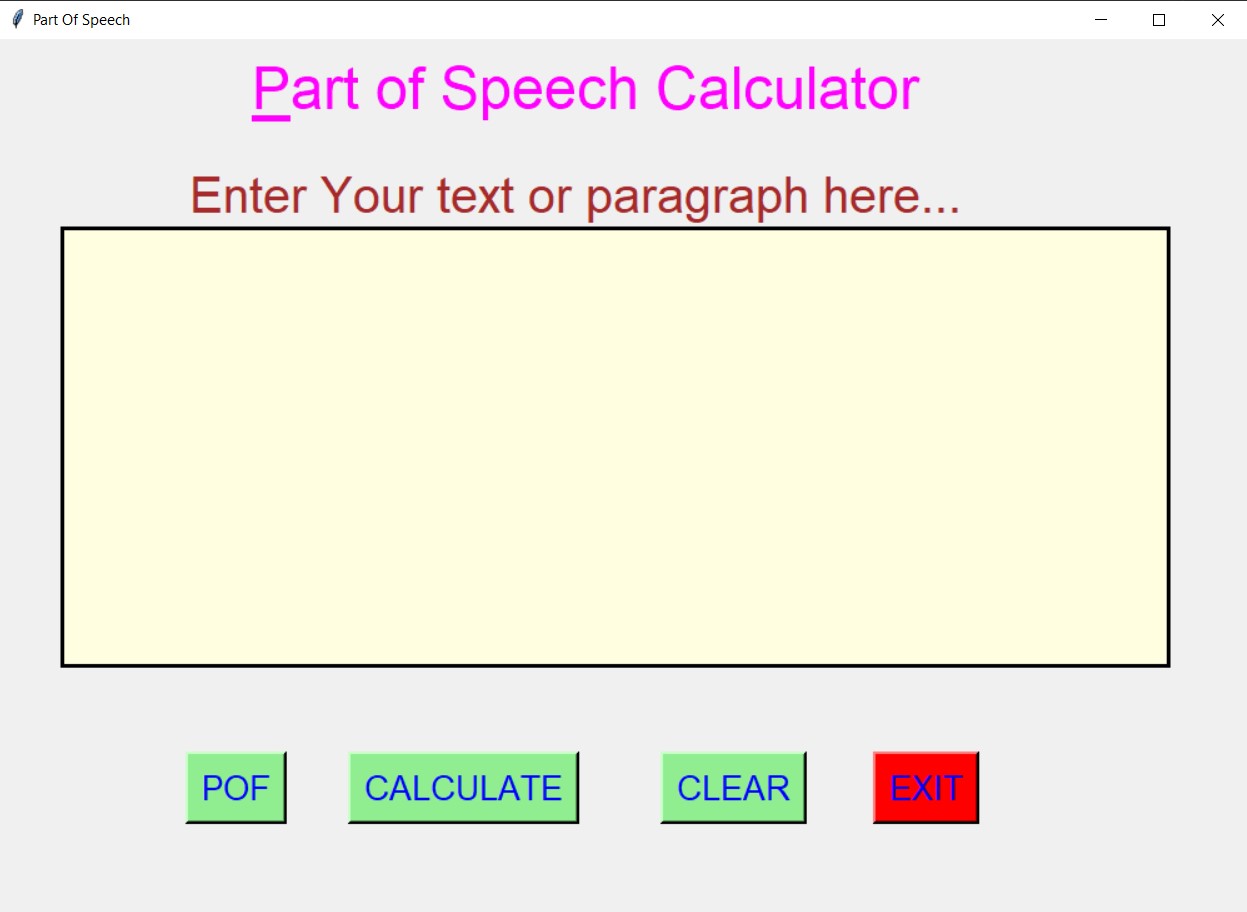 Part Of Speech
Part of Speech Calculator
Enter Your text or paragraph here...
POF CALCULATE CLEAR EXIT